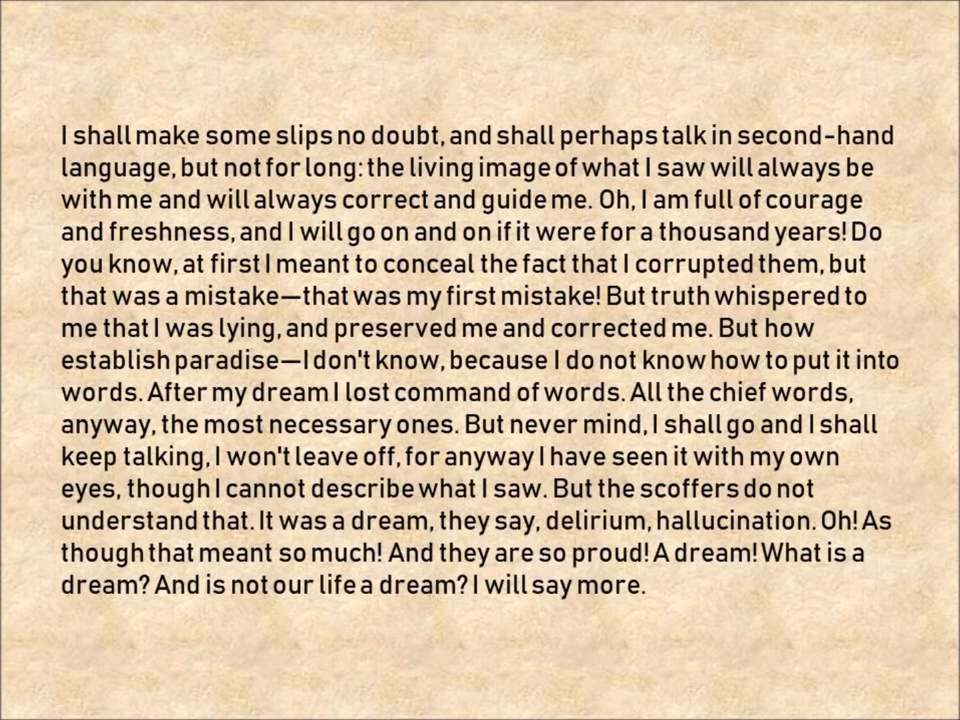 I shall make some slips no doubt, and shall perhaps talk in second-hand
language, but not for long: the living image of what I saw will always be
with me and will always correct and guide me. Oh, I am full of courage
and freshness, and I will go on and on if it were for a thousand years! Do
you know, at first I meant to conceal the fact that I corrupted them, but
that was a mistake—that was my first mistake! But truth whispered to
me that I was lying, and preserved me and corrected me. But how
establish paradise—I don't know, because I do not know how to put it into
words. After my dream I lost command of words. All the chief words,
anyway, the most necessary ones. But never mind, I shall go and I shall
keep talking, I won't leave off, for anyway I have seen it with my own
eyes, though I cannot describe what I saw. But the scoffers do not
understand that. It was a dream, they say, delirium, hallucination. Oh! As
though that meant so much! And they are so proud! A dream! What is a
dream? And is not our life a dream? I will say more.